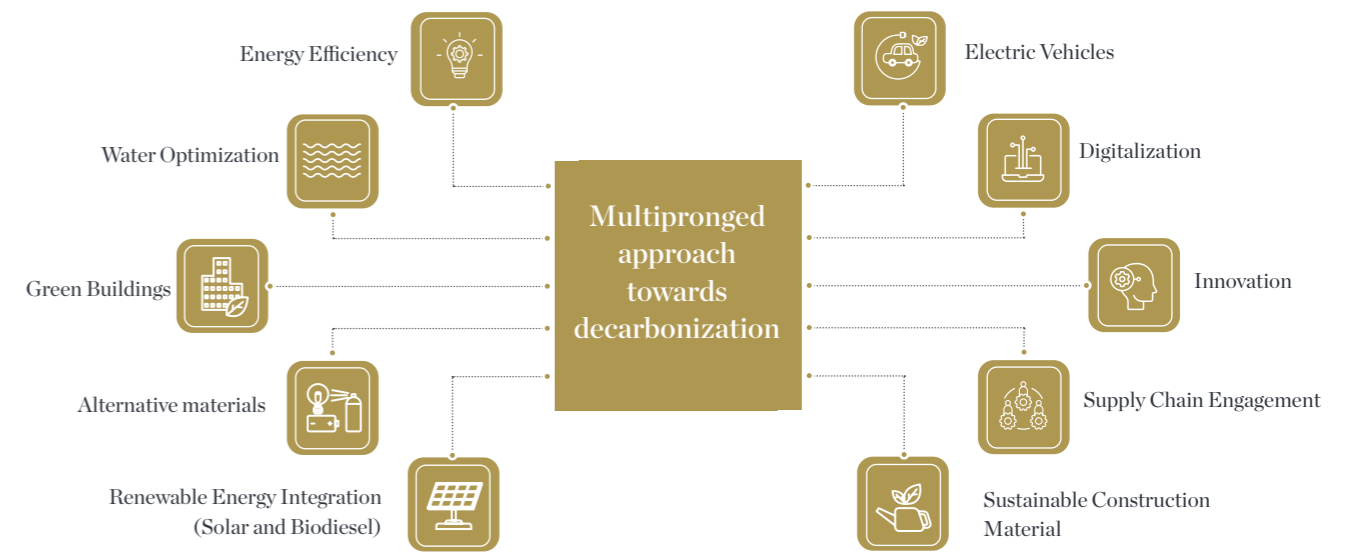 Energy Efficiency
Water Optimization
Green Buildings
Alternative materials
Renewable Energy Integration
(Solar and Biodiesel)
Multipronged
approach
towards
decarbonization
Electric Vehicles
Digitalization
Innovation
Supply Chain Engagement
Sustainable Construction
Material